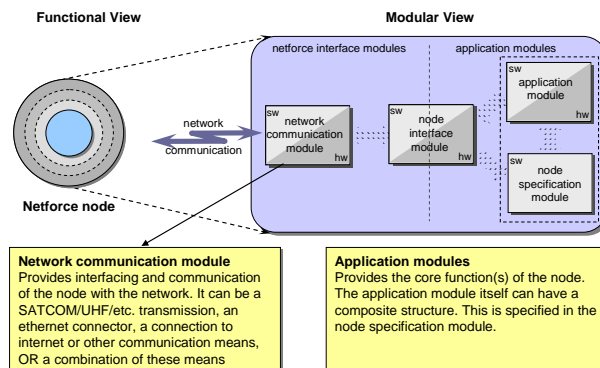 Functional View
Modular View
netforce interface modules
application modules
sw
application
module
hw
network
communication
sw
network
communication
module
hw
node
interface
module
hw
sw
node
specification
module
Netforce node
Network communication module
Provides interfacing and communication
of the node with the network. It can be a
SATCOM/UHF/etc. transmission, an
ethernet connector, a connection to
internet or other communication means,
OR a combination of these means
Application modules
Provides the core function(s) of the node.
The application module itself can have a
composite structure. This is specified in the
node specification module.